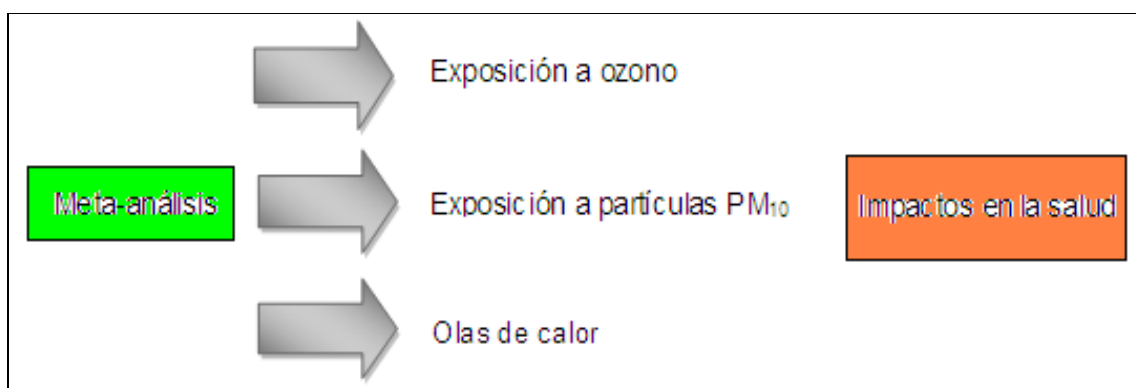 Exposición a ozono
Meta-análisis
Exposición a partículas PM₁₀
Impactos en la salud
Olas de calor